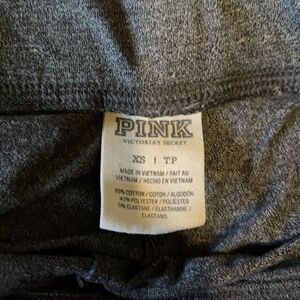 PINK
VICTORIA'S SECRET
XS | TP
MADE IN VIETNAM / FAIT AU
VIETNAM / HECHO EN VIETNAM
55% COTTON / COTON / ALGODÓN
40% POLYESTER / POLIÉSTER
5% ELASTANE / ÉLASTHANNE /
ELASTANO